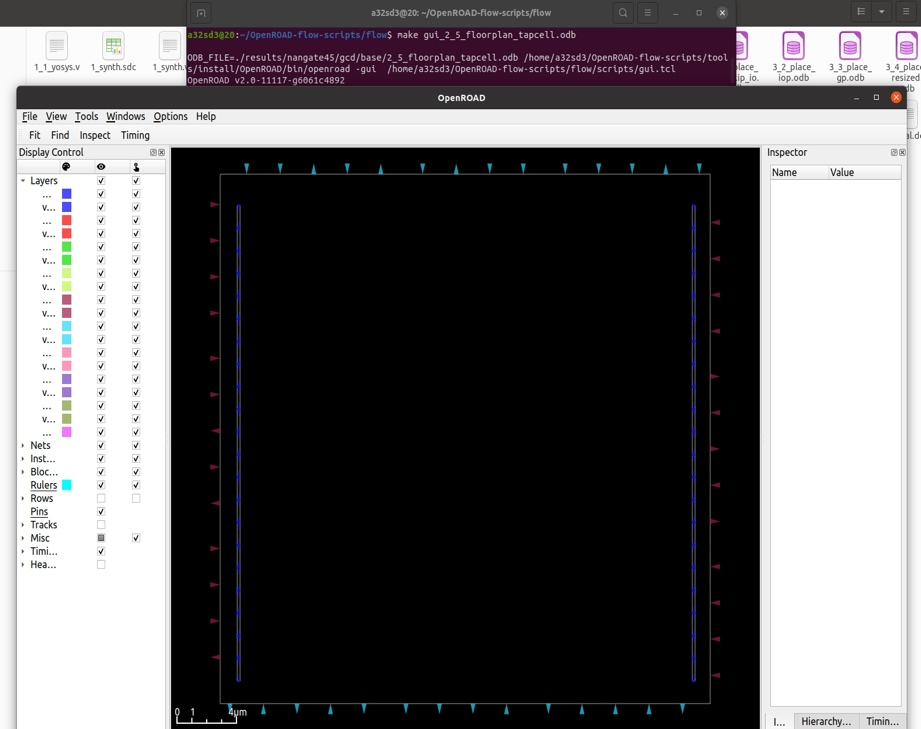 a32sd3@20: ~/OpenROAD-flow-scripts/flow
a32sd3@20:~/OpenROAD-flow-scripts/flow$ make gui_2_5_floorplan_tapcell.odb
ODB_FILE=./results/nangate45/gcd/base/2_5_floorplan_tapcell.odb /home/a32sd3/OpenROAD-flow-scripts/tool
s/install/OpenROAD/bin/openroad -gui /home/a32sd3/OpenROAD-flow-scripts/flow/scripts/gui.tcl
OpenROAD v2.0-11117-g6061c4892
1_1_yosys.v
1_synth.sdc
1_synth.
place_
ip_io.
3_2_place_
iop.odb
3_3_place_
gp.odb
3_4_place_
resized
db
al.de
OpenROAD
File View Tools Windows Options Help
Fit Find Inspect Timing
Display Control
Layers
...
v...
...
v...
...
v...
...
v...
...
v...
...
v...
...
v...
...
v...
...
v...
...
Nets
Inst...
Bloc...
Rulers
Rows
Pins
Tracks
Misc
Timi...
Hea...
0 1 4μm
Inspector
Name Value
I... Hierarchy... Timin...